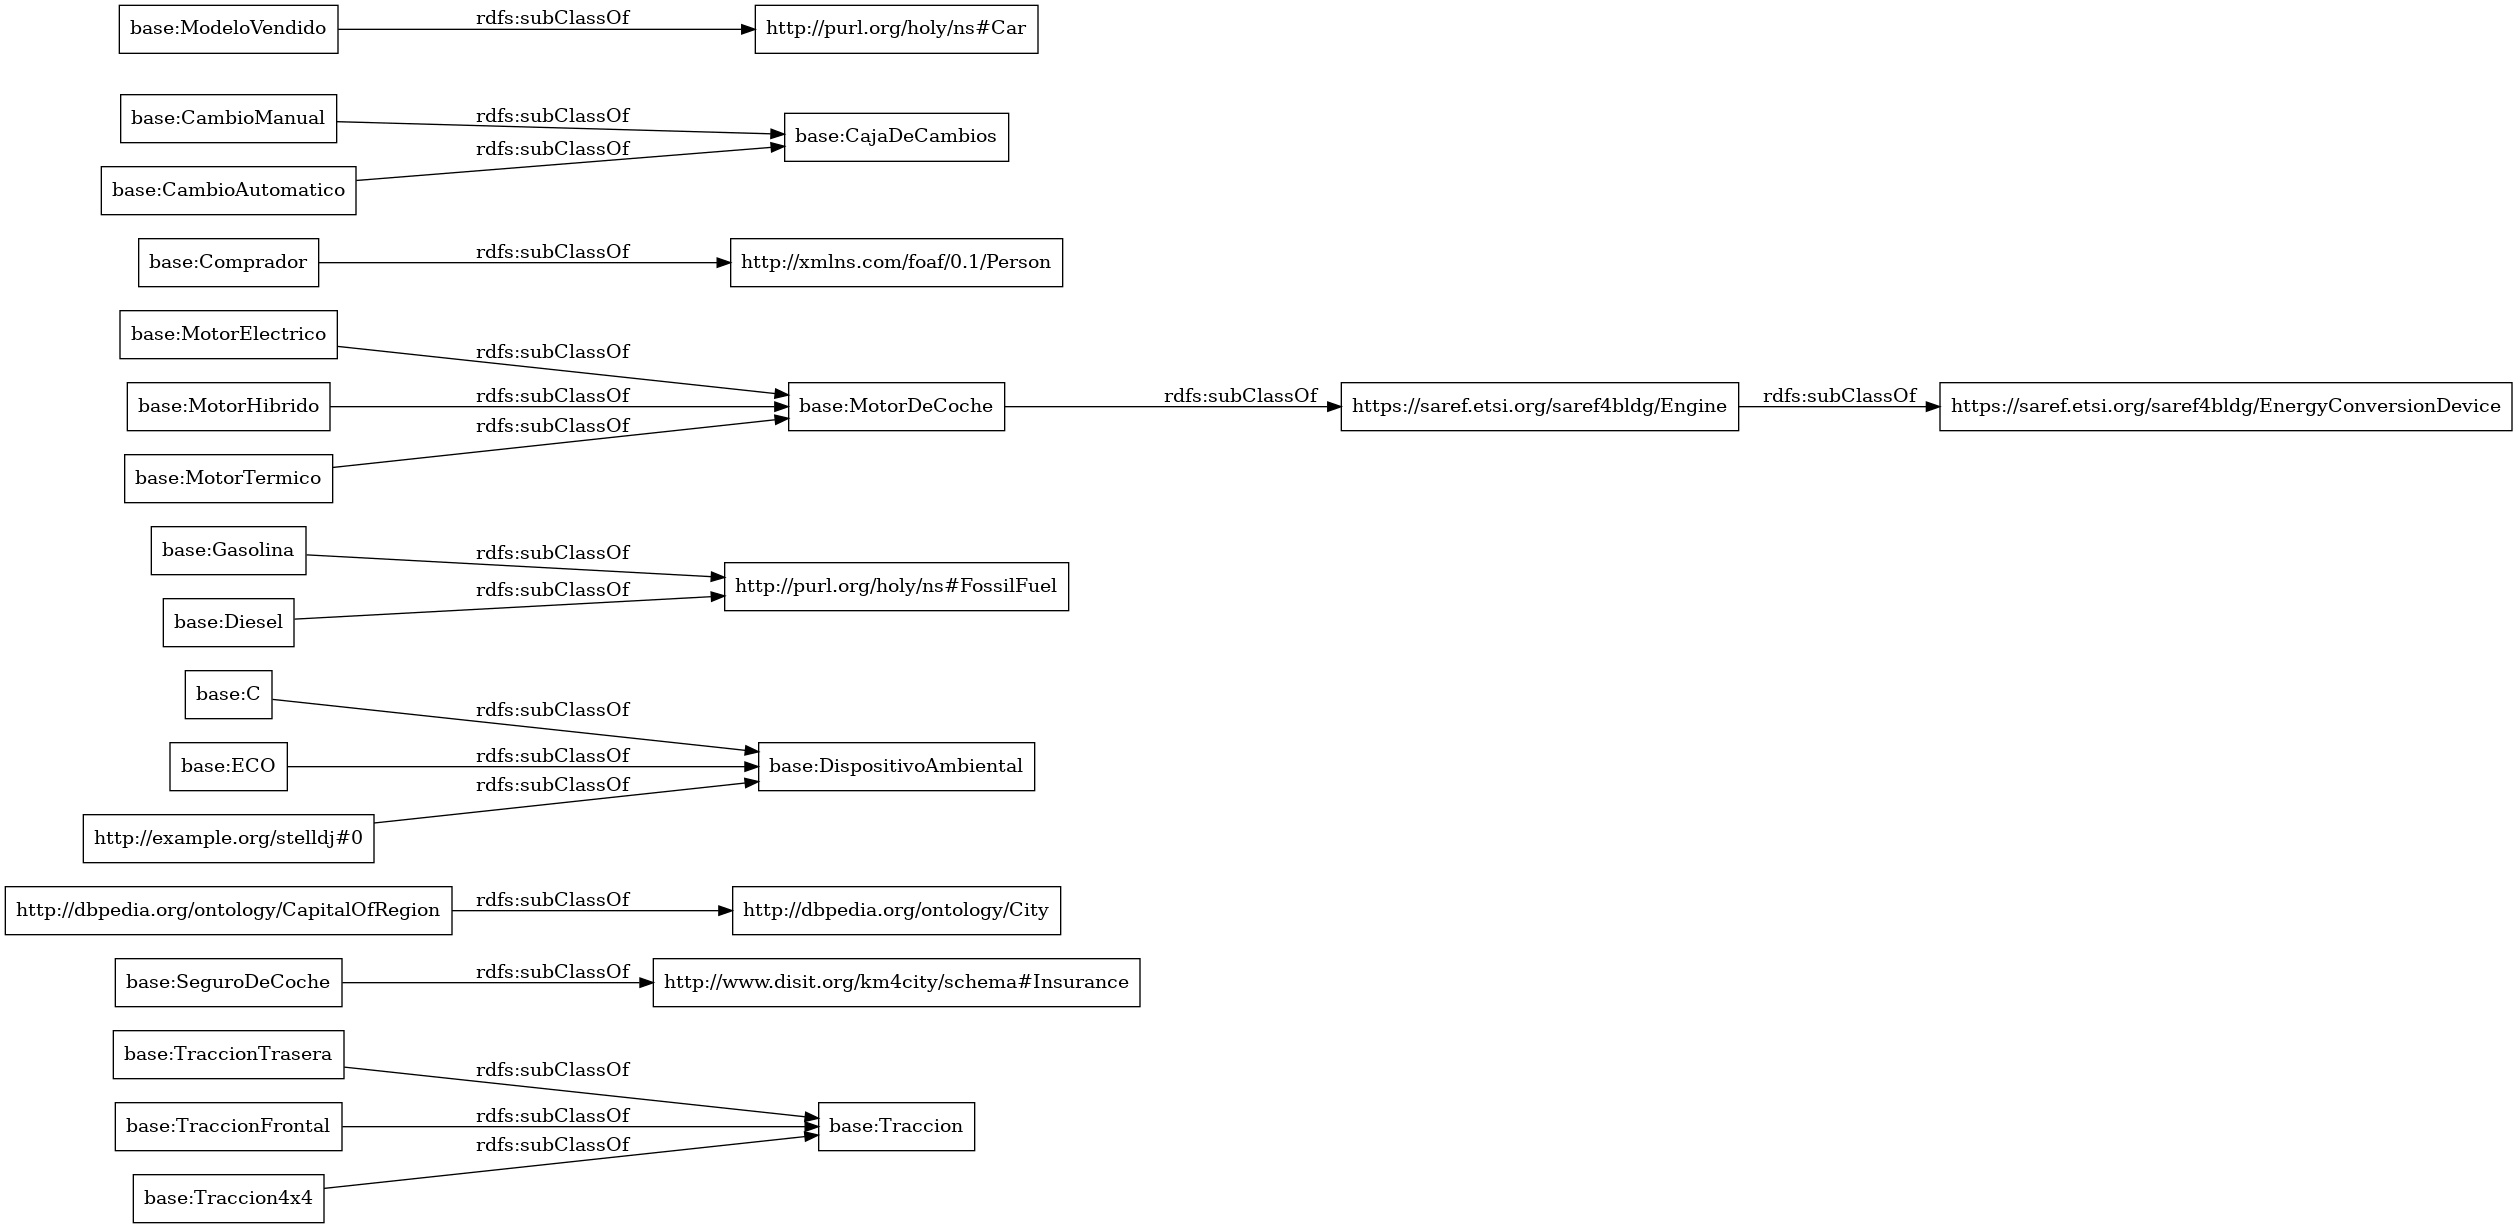 base:ModeloVendido
rdfs:subClassOf
http://purl.org/holy/ns#Car
base:CambioManual
rdfs:subClassOf
base:CajaDeCambios
rdfs:subClassOf
base:CambioAutomatico
base:Comprador
rdfs:subClassOf
http://xmlns.com/foaf/0.1/Person
base:MotorElectrico
rdfs:subClassOf
base:MotorHibrido
rdfs:subClassOf
base:MotorDeCoche
rdfs:subClassOf
https://saref.etsi.org/saref4bldg/Engine
rdfs:subClassOf
https://saref.etsi.org/saref4bldg/EnergyConversionDevice
rdfs:subClassOf
base:MotorTermico
base:Gasolina
rdfs:subClassOf
http://purl.org/holy/ns#FossilFuel
rdfs:subClassOf
base:Diesel
base:C
rdfs:subClassOf
base:ECO
rdfs:subClassOf
base:DispositivoAmbiental
rdfs:subClassOf
http://example.org/stelldj#0
http://dbpedia.org/ontology/CapitalOfRegion
rdfs:subClassOf
http://dbpedia.org/ontology/City
base:SeguroDeCoche
rdfs:subClassOf
http://www.disit.org/km4city/schema#Insurance
base:TraccionTrasera
rdfs:subClassOf
base:TraccionFrontal
rdfs:subClassOf
base:Traccion
rdfs:subClassOf
base:Traccion4x4